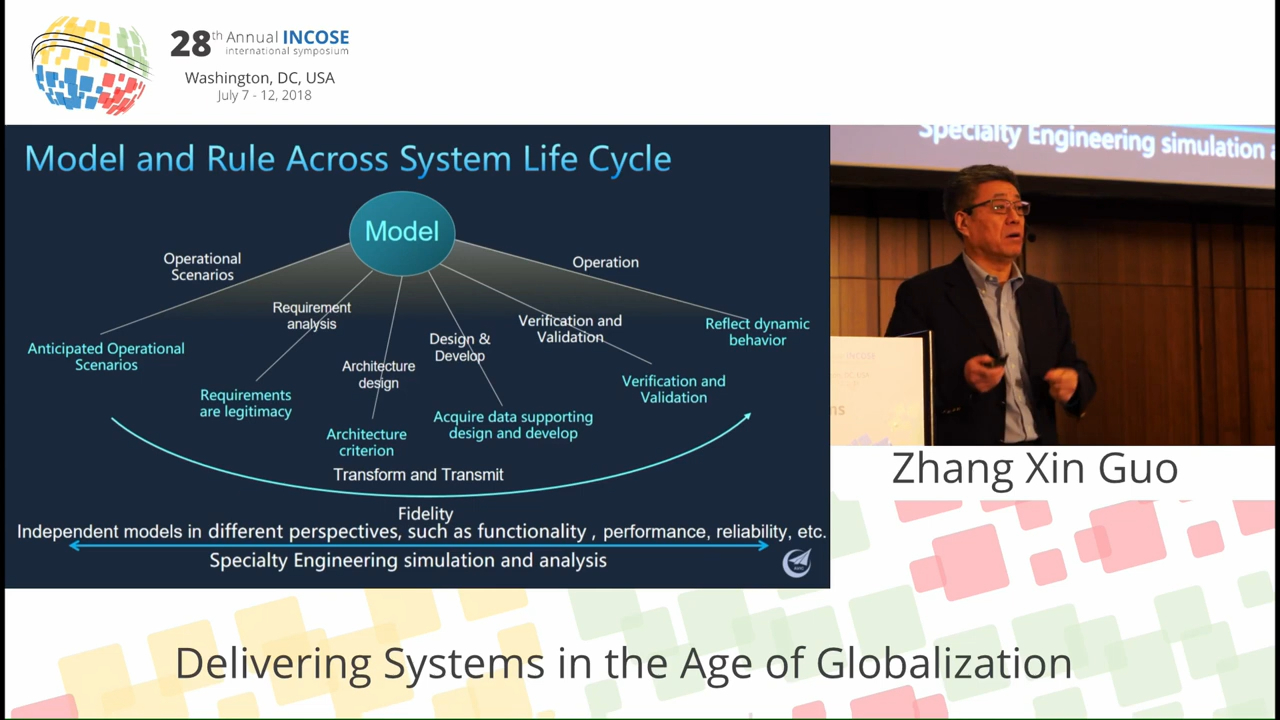 28th Annual INCOSE
international symposium
Washington, DC, USA
July 7 - 12, 2018
Model and Rule Across System Life Cycle
Model
Operational
Scenarios
Operation
Requirement
analysis
Verification and
Validation
Reflect dynamic
behavior
Anticipated Operational
Scenarios
Design &
Develop
Architecture
design
Verification and
Validation
Requirements
are legitimacy
Acquire data supporting
design and develop
Architecture
criterion
Transform and Transmit
Fidelity
Independent models in different perspectives, such as functionality , performance, reliability, etc.
Specialty Engineering simulation and analysis
Specialty Engineering simulation
INCOSE
Zhang Xin Guo
Delivering Systems in the Age of Globalization